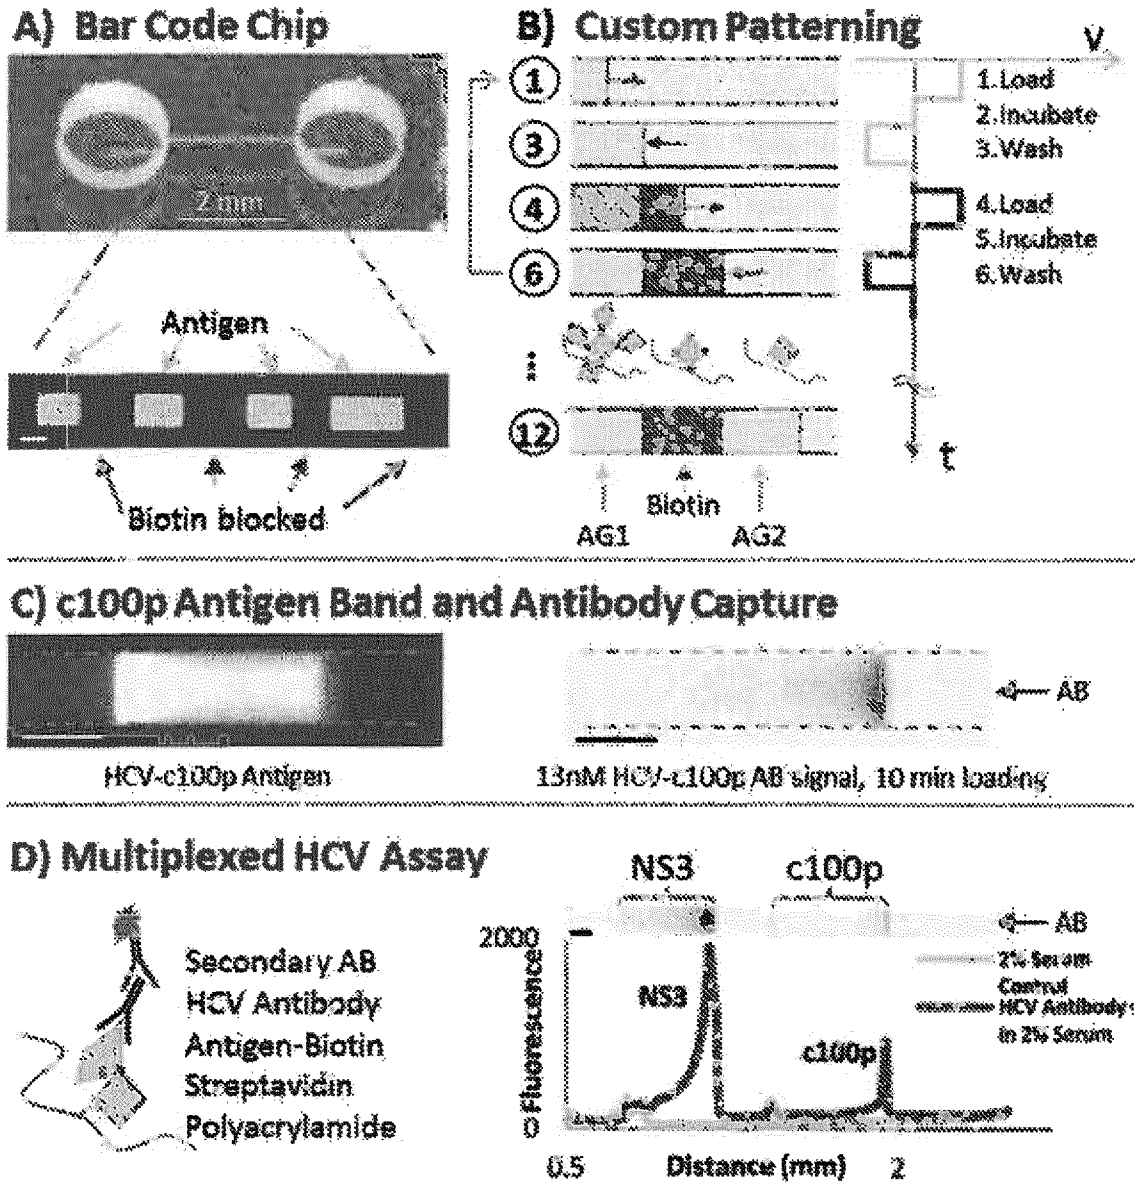 A) Bar Code Chip
2 mm
Antigen
Biotin blocked
B) Custom Patterning
1
3
4
6
...
12
Biotin
AG1
AG2
V
1.Load
2.Incubate
3.Wash
4.Load
5.Incubate
6.Wash
t
C) c100p Antigen Band and Antibody Capture
HCV-c100p Antigen
AB
13nM HCV-c100p AB signal, 10 min loading
D) Multiplexed HCV Assay
Secondary AB
HCV Antibody
Antigen-Biotin
Streptavidin
Polyacrylamide
NS3
c100p
AB
2000
0
Fluorescence
NS3
c100p
2% Serum
Control
HCV Antibodys
in 2% Serum
0.5
Distance (mm)
2